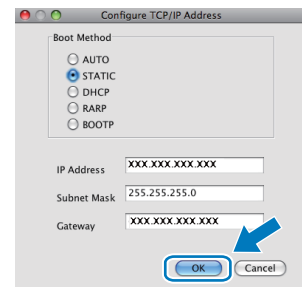 Configure TCP/IP Address
Boot Method
AUTO
STATIC
DHCP
RARP
BOOTP
IP Address XXX.XXX.XXX.XXX
Subnet Mask 255.255.255.0
Gateway XXX.XXX.XXX.XXX
OK Cancel